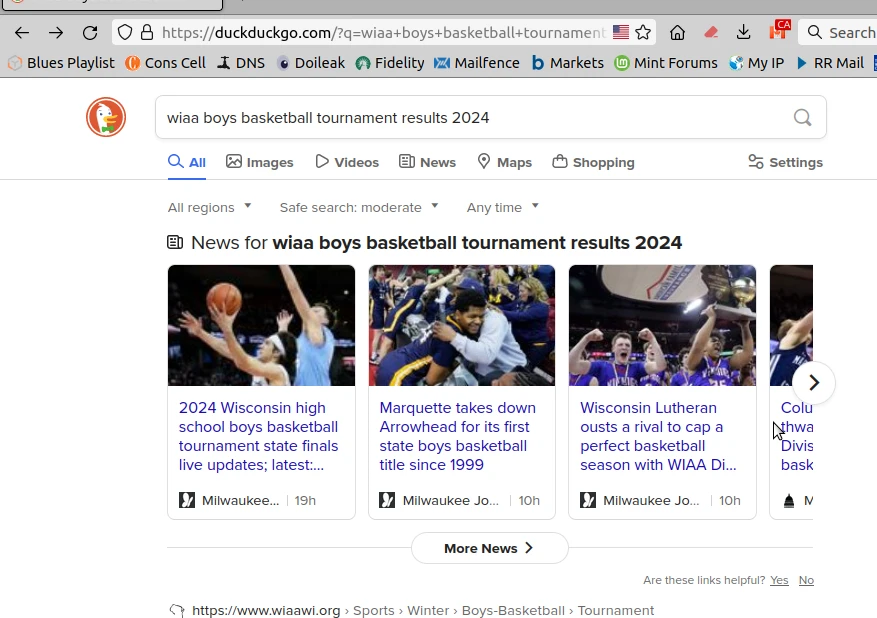 https://duckduckgo.com/?q=wiaa+boys+basketball+tournament
CA
Search
Blues Playlist
Cons Cell
DNS
Doileak
Fidelity
Mailfence
Markets
Mint Forums
My IP
RR Mail
wiaa boys basketball tournament results 2024
All
Images
Videos
News
Maps
Shopping
Settings
All regions
Safe search: moderate
Any time
News for wiaa boys basketball tournament results 2024
2024 Wisconsin high
school boys basketball
tournament state finals
live updates; latest:...
Milwaukee... | 19h
Marquette takes down
Arrowhead for its first
state boys basketball
title since 1999
Milwaukee Jo... | 10h
Wisconsin Lutheran
ousts a rival to cap a
perfect basketball
season with WIAA Di...
Milwaukee Jo... | 10h
Colu
thwa
Divis
bask
M
More News
Are these links helpful? Yes No
https://www.wiaawi.org › Sports › Winter › Boys-Basketball › Tournament